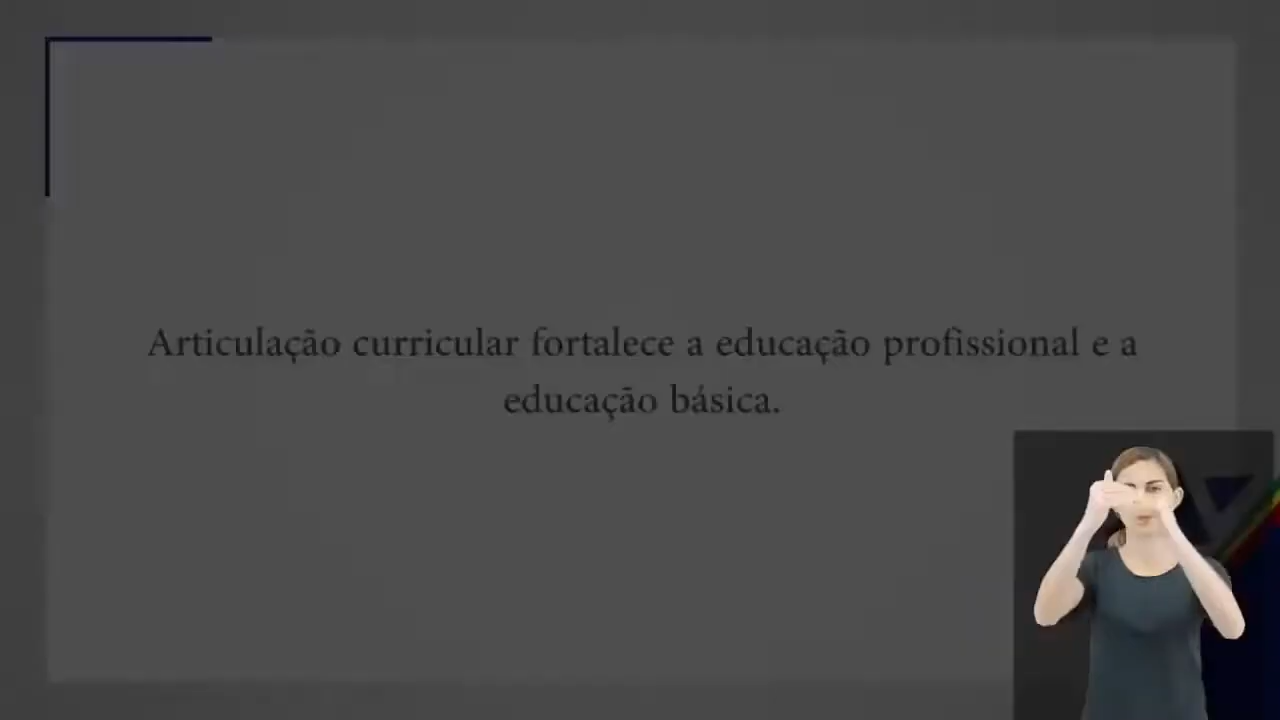 Articulação curricular fortalece a educação profissional e a
educação básica.